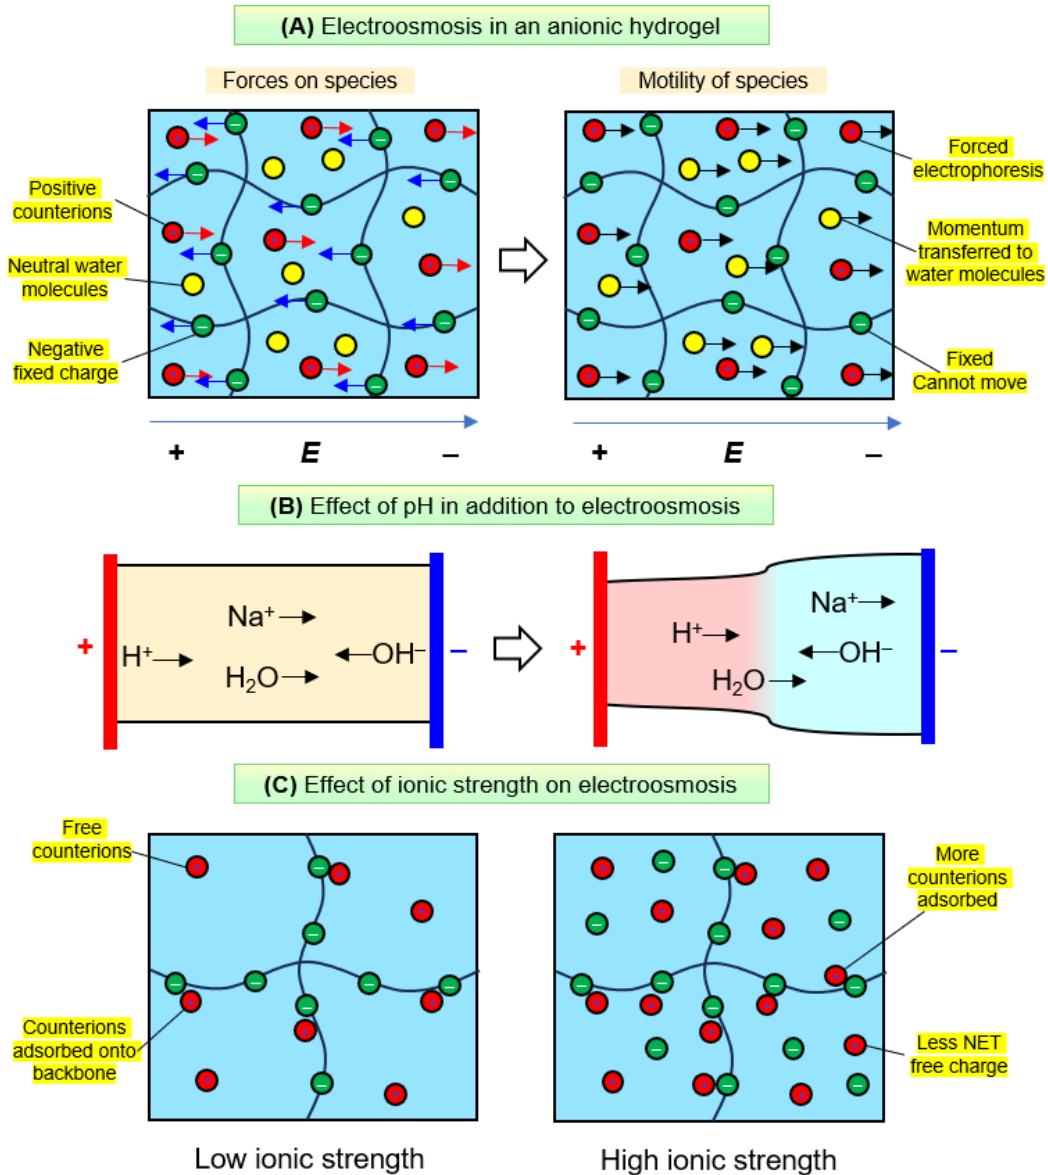 (A) Electroosmosis in an anionic hydrogel
Forces on species
Motility of species
Positive
counterions
Neutral water
molecules
Negative
fixed charge
Forced
electrophoresis
Momentum
transferred to
water molecules
Fixed
Cannot move
+ E –
+ E –
(B) Effect of pH in addition to electroosmosis
+ H⁺ Na⁺ H₂O OH⁻ –
+ H⁺ H₂O Na⁺ OH⁻ –
(C) Effect of ionic strength on electroosmosis
Free
counterions
Counterions
adsorbed onto
backbone
More
counterions
adsorbed
Less NET
free charge
Low ionic strength
High ionic strength